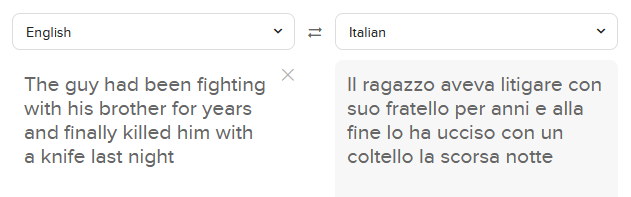 English
Italian
The guy had been fighting
with his brother for years
and finally killed him with
a knife last night
Il ragazzo aveva litigare con
suo fratello per anni e alla
fine lo ha ucciso con un
coltello la scorsa notte